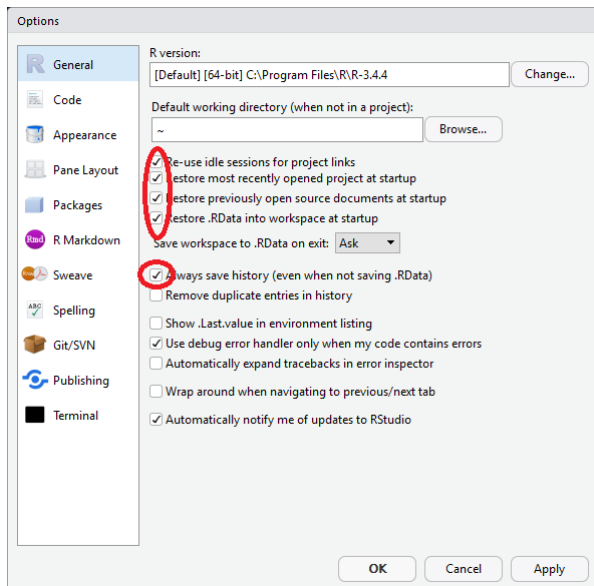 Options
General
Code
Appearance
Pane Layout
Packages
Rmd R Markdown
Sweave
ABC Spelling
Git/SVN
Publishing
Terminal
R version:
[Default] [64-bit] C:\Program Files\R\R-3.4.4 Change...
Default working directory (when not in a project):
~ Browse...
Re-use idle sessions for project links
Restore most recently opened project at startup
Restore previously open source documents at startup
Restore .RData into workspace at startup
Save workspace to .RData on exit: Ask
Always save history (even when not saving .RData)
Remove duplicate entries in history
Show .Last.value in environment listing
Use debug error handler only when my code contains errors
Automatically expand tracebacks in error inspector
Wrap around when navigating to previous/next tab
Automatically notify me of updates to RStudio
OK Cancel Apply